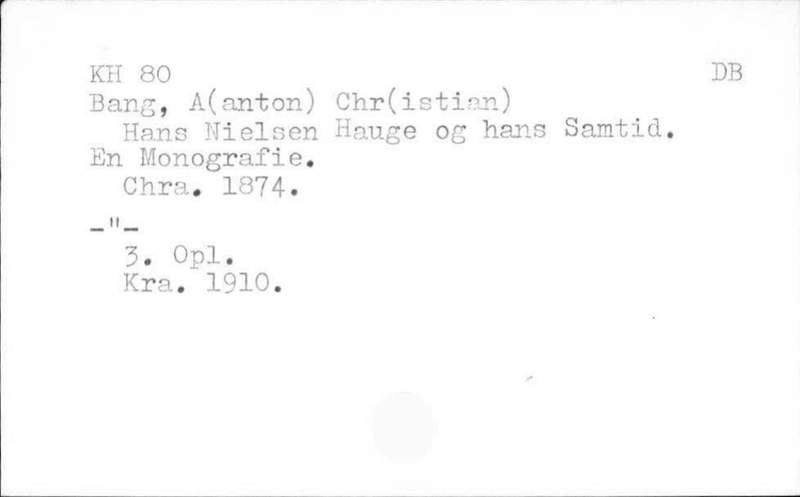 KH 80 DB
Bang, A(anton) Chr(istian)
Hans Nielsen Hauge og hans Samtid.
En Monografie.
Chra. 1874.
_"_
3. Opl.
Kra. 1910.